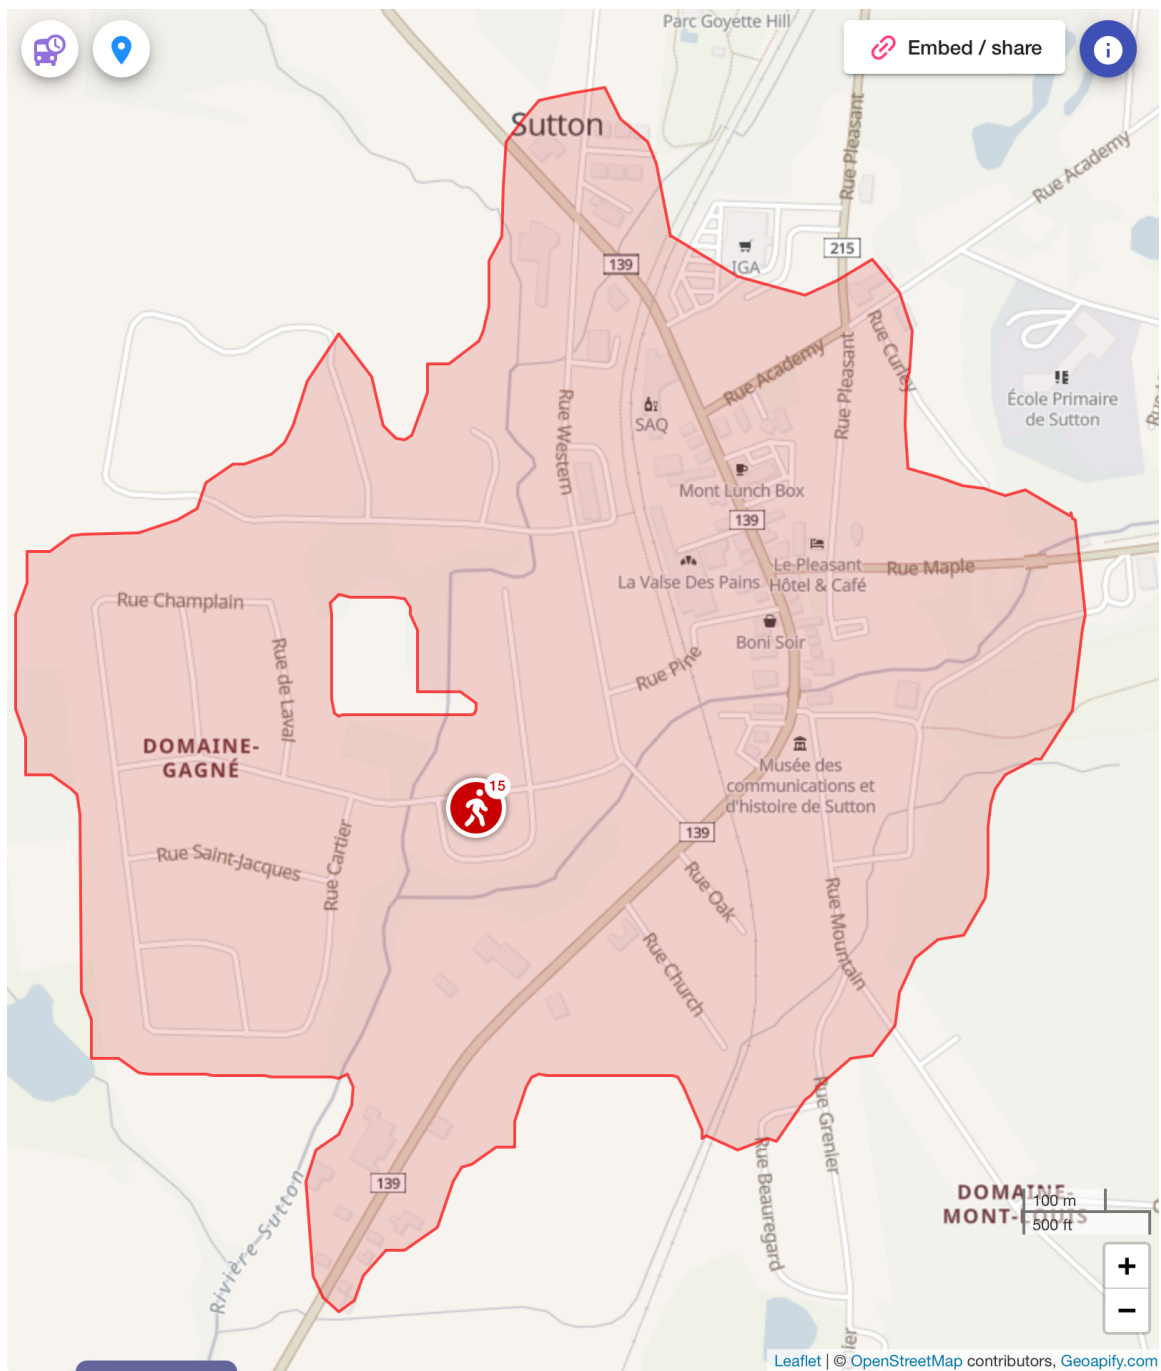 Parc Goyette Hill
Embed / share
Sutton
Rue Pleasant
Rue Academy
215
139
IGA
Rue Curley
Rue Academy
Rue Pleasant
École Primaire
de Sutton
SAQ
Rue Western
Mont Lunch Box
139
La Valse Des Pains
Le Pleasant
Hôtel & Café
Rue Maple
Rue Champlain
Boni Soir
Rue de Laval
Rue Pine
DOMAINE-
GAGNÉ
Musée des
communications et
d'histoire de Sutton
15
139
Rue Saint-Jacques
Rue Cartier
Rue Oak
Rue Mountain
Rue Church
Rue Grenier
Rue Beauregard
139
Rivière-Sutton
DOMAINE-
MONT-LOUIS
100 m
500 ft
+
−
Leaflet | © OpenStreetMap contributors, Geoapify.com